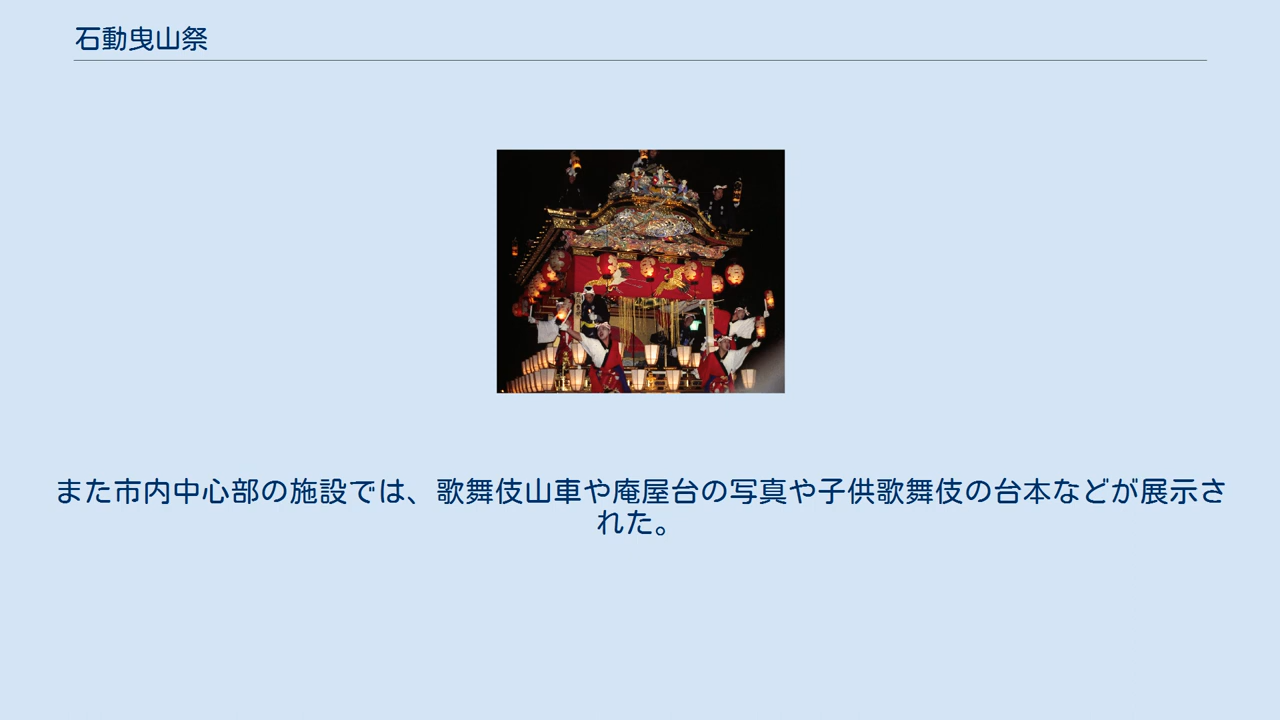 石動曳山祭
また市内中心部の施設では、歌舞伎山車や庵屋台の写真や子供歌舞伎の台本などが展示さ
れた。